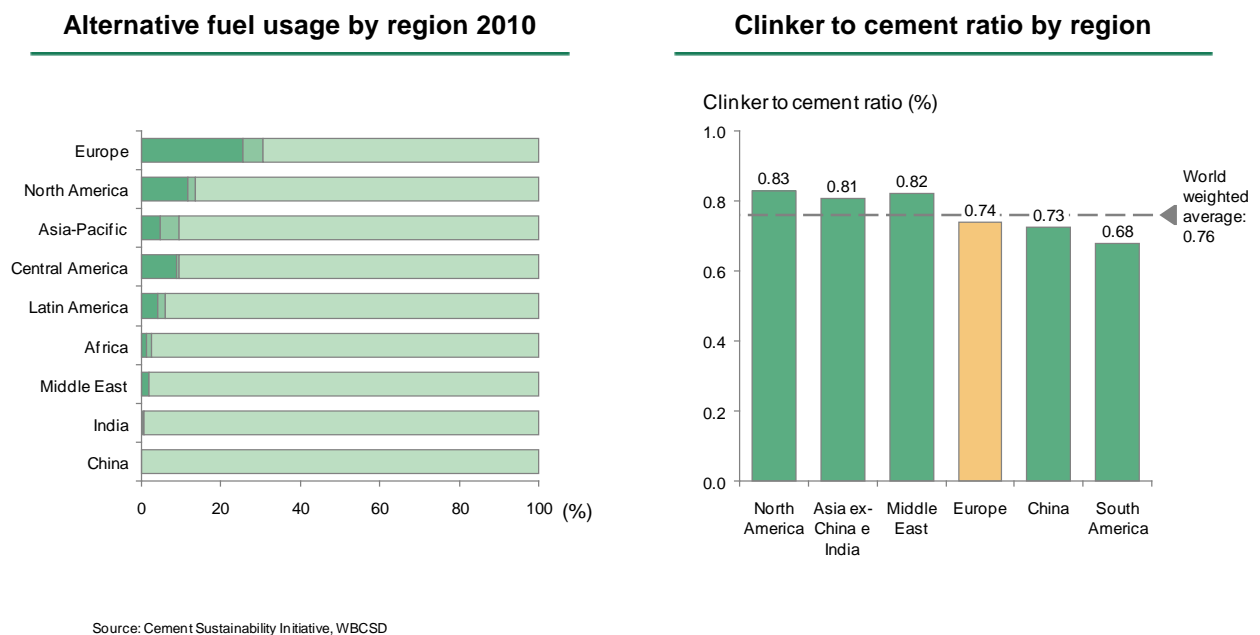 Alternative fuel usage by region 2010
Europe
North America
Asia-Pacific
Central America
Latin America
Africa
Middle East
India
China
0 20 40 60 80 100 (%)
Clinker to cement ratio by region
Clinker to cement ratio (%)
1.0
0.8
0.6
0.4
0.2
0.0
0.83
0.81
0.82
0.74
0.73
0.68
World
weighted
average:
0.76
North
America
Asia ex-
China e
India
Middle
East
Europe
China
South
America
Source: Cement Sustainability Initiative, WBCSD